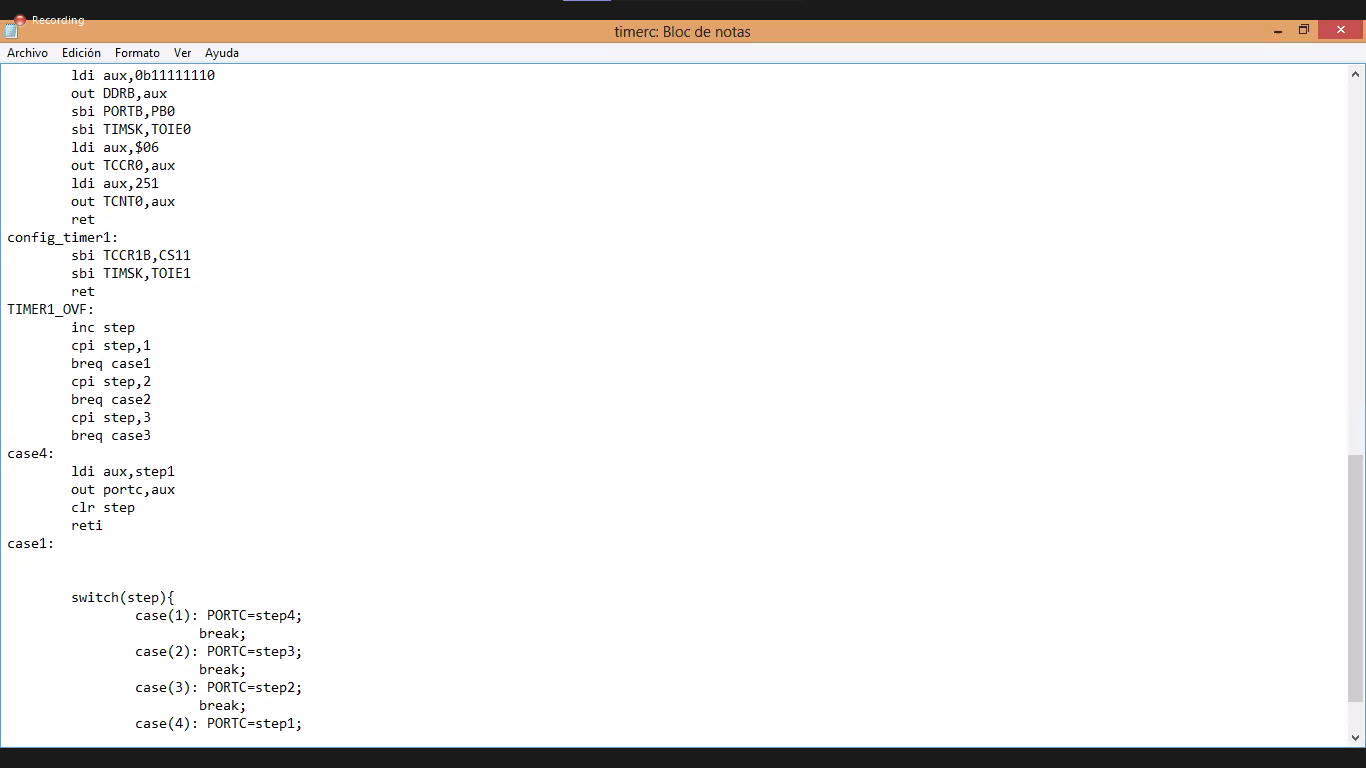 Recording
timerc: Bloc de notas
Archivo Edición Formato Ver Ayuda
ldi aux,0b11111110
out DDRB,aux
sbi PORTB,PB0
sbi TIMSK,TOIE0
ldi aux,$06
out TCCR0,aux
ldi aux,251
out TCNT0,aux
ret
config_timer1:
sbi TCCR1B,CS11
sbi TIMSK,TOIE1
ret
TIMER1_OVF:
inc step
cpi step,1
breq case1
cpi step,2
breq case2
cpi step,3
breq case3
case4:
ldi aux,step1
out portc,aux
clr step
reti
case1:
switch(step){
case(1): PORTC=step4;
break;
case(2): PORTC=step3;
break;
case(3): PORTC=step2;
break;
case(4): PORTC=step1;